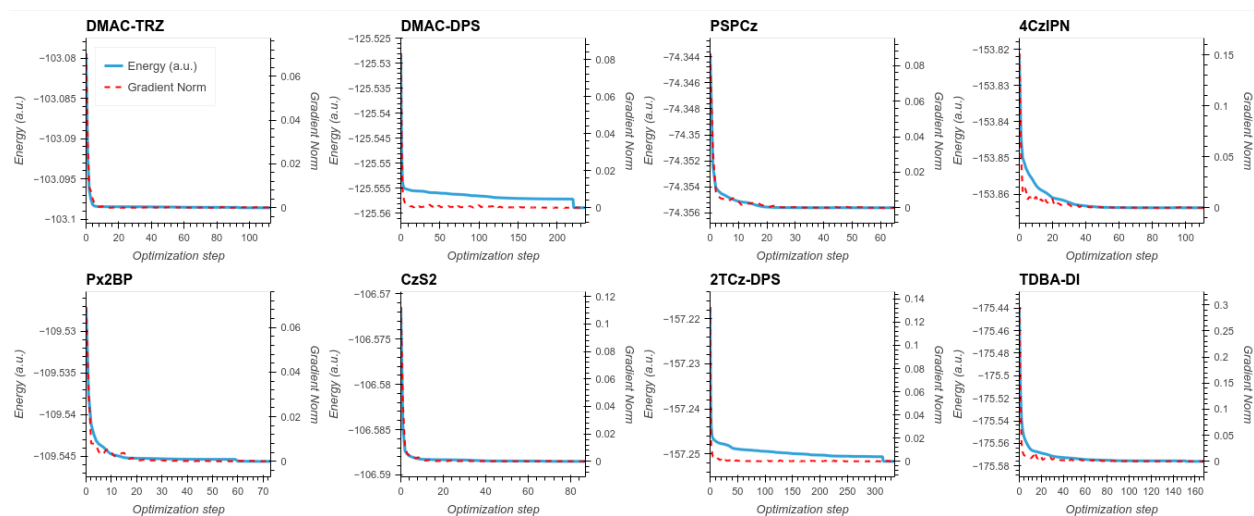 DMAC-TRZ
Energy (a.u.)
Gradient Norm
−103.08
−103.085
−103.09
−103.095
−103.1
0.06
0.04
0.02
0
0 20 40 60 80 100
Energy (a.u.)
Gradient Norm
Optimization step
DMAC-DPS
−125.525
−125.53
−125.535
−125.54
−125.545
−125.55
−125.555
−125.56
0.08
0.06
0.04
0.02
0
0 50 100 150 200
Energy (a.u.)
Gradient Norm
Optimization step
PSPCz
−74.344
−74.346
−74.348
−74.35
−74.352
−74.354
−74.356
0.08
0.06
0.04
0.02
0
0 10 20 30 40 50 60
Energy (a.u.)
Gradient Norm
Optimization step
4CzIPN
−153.82
−153.83
−153.84
−153.85
−153.86
0.15
0.1
0.05
0
0 20 40 60 80 100
Energy (a.u.)
Gradient Norm
Optimization step
Px2BP
−109.53
−109.535
−109.54
−109.545
0.06
0.04
0.02
0
0 10 20 30 40 50 60 70
Energy (a.u.)
Gradient Norm
Optimization step
CzS2
−106.57
−106.575
−106.58
−106.585
−106.59
0.12
0.1
0.08
0.06
0.04
0.02
0
0 20 40 60 80
Energy (a.u.)
Gradient Norm
Optimization step
2TCz-DPS
−157.22
−157.23
−157.24
−157.25
0.14
0.12
0.1
0.08
0.06
0.04
0.02
0
0 50 100 150 200 250 300
Energy (a.u.)
Gradient Norm
Optimization step
TDBA-DI
−175.44
−175.46
−175.48
−175.5
−175.52
−175.54
−175.56
−175.58
0.3
0.25
0.2
0.15
0.1
0.05
0
0 20 40 60 80 100 120 140 160
Energy (a.u.)
Gradient Norm
Optimization step